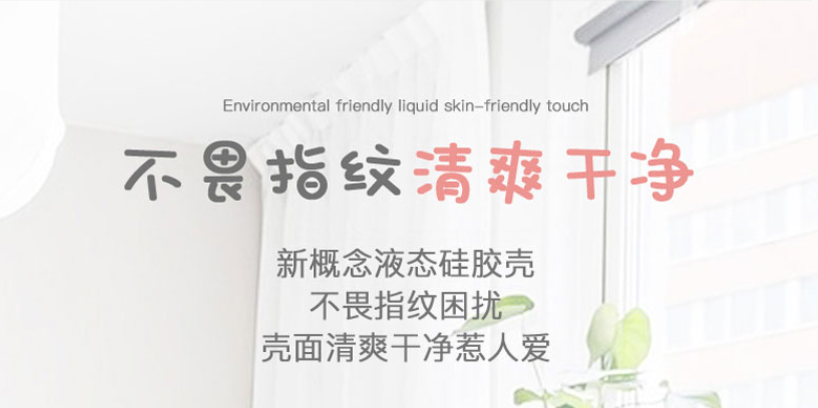 Environmental friendly liquid skin-friendly touch
不畏指纹清爽干净
新概念液态硅胶壳
不畏指纹困扰
壳面清爽干净惹人爱